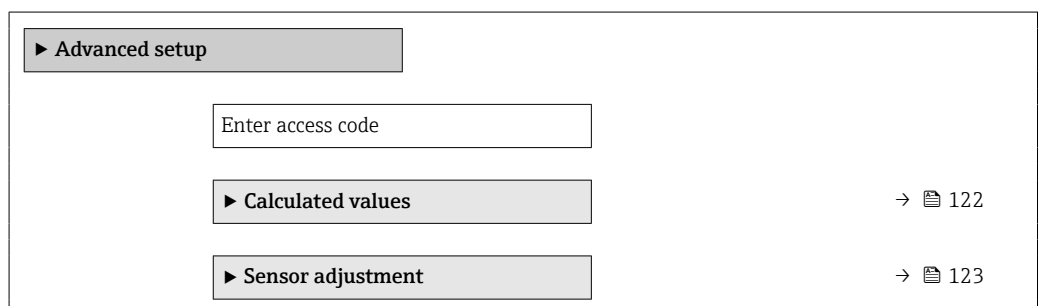 ▶ Advanced setup
Enter access code
▶ Calculated values → 122
▶ Sensor adjustment → 123